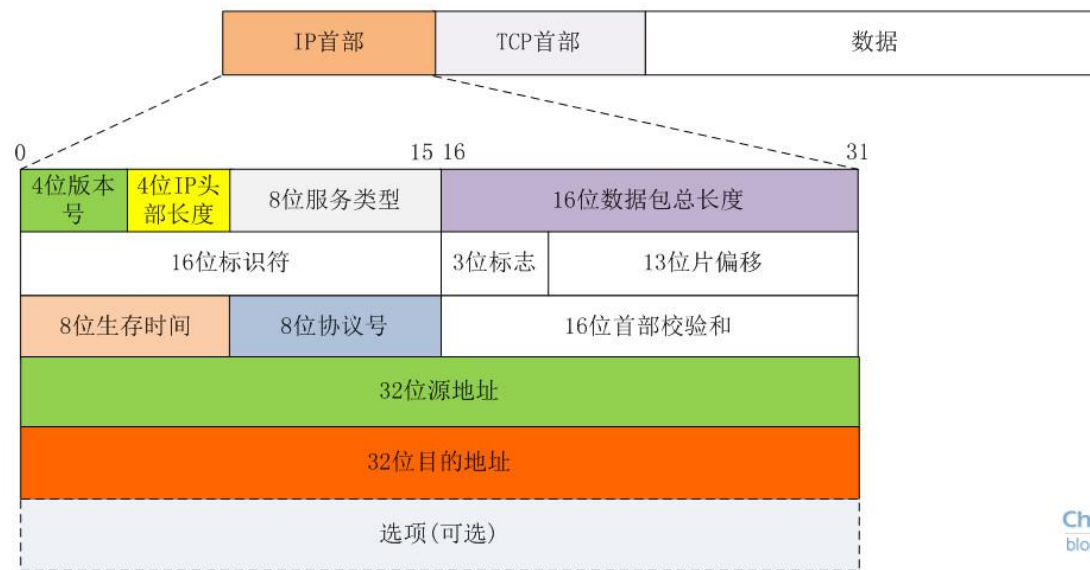 IP首部
TCP首部
数据
0
15
16
31
4位版本
号
4位IP头
部长度
8位服务类型
16位数据包总长度
16位标识符
3位标志
13位片偏移
8位生存时间
8位协议号
16位首部校验和
32位源地址
32位目的地址
选项(可选)
Ch
blo